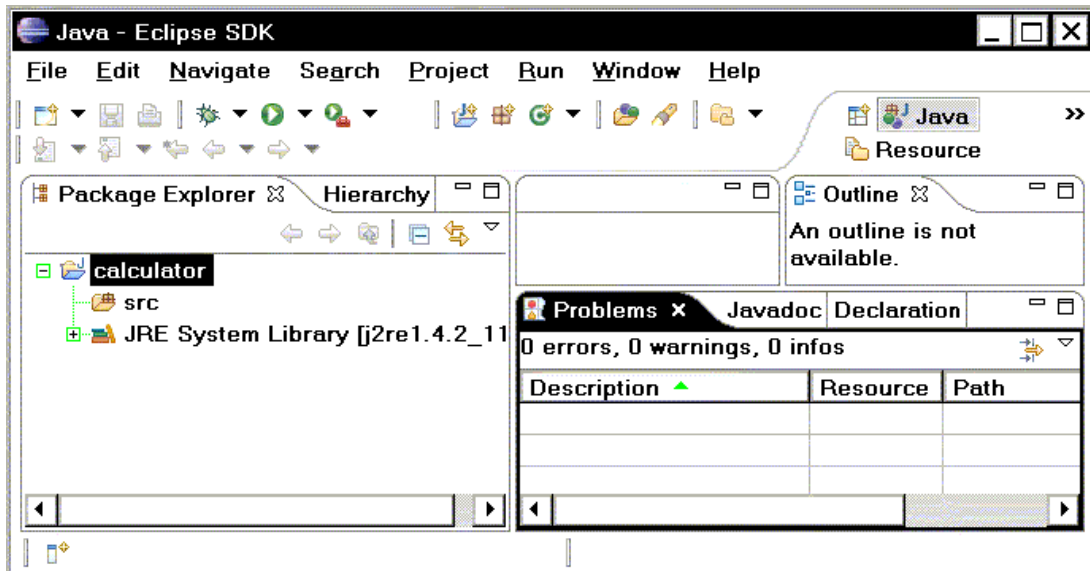 Java - Eclipse SDK
File Edit Navigate Search Project Run Window Help
Java
Resource
Package Explorer Hierarchy
calculator
src
JRE System Library [j2re1.4.2_11
Outline
An outline is not
available.
Problems Javadoc Declaration
0 errors, 0 warnings, 0 infos
Description Resource Path